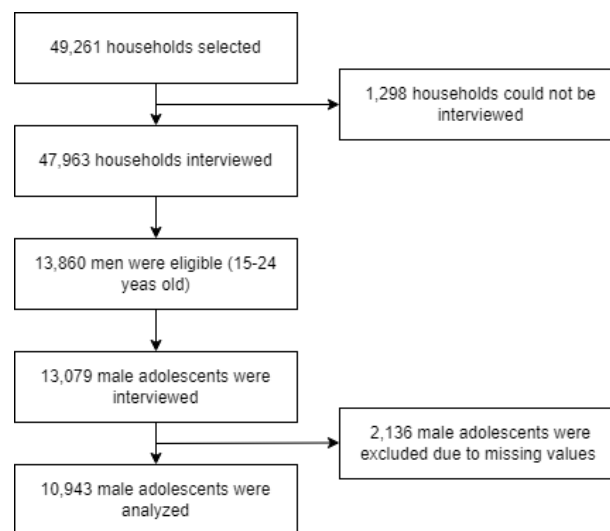 49,261 households selected
1,298 households could not be
interviewed
47,963 households interviewed
13,860 men were eligible (15-24
yeas old)
13,079 male adolescents were
interviewed
2,136 male adolescents were
excluded due to missing values
10,943 male adolescents were
analyzed